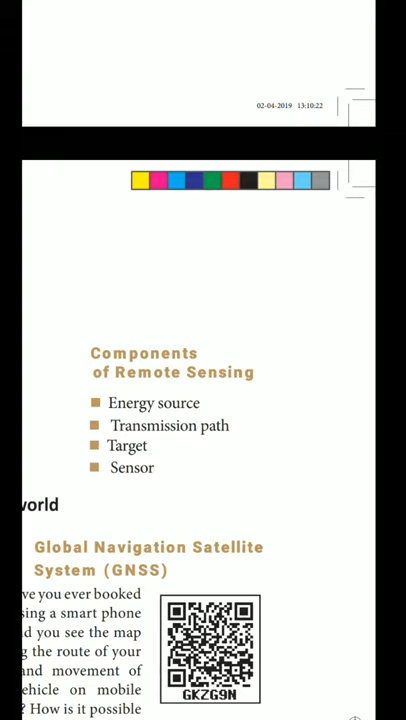 02-04-2019 13:10:22
Components
of Remote Sensing
Energy source
Transmission path
Target
Sensor
world
Global Navigation Satellite
System (GNSS)
ve you ever booked
sing a smart phone
d you see the map
g the route of your
and movement of
ehicle on mobile
? How is it possible
GKZG9N